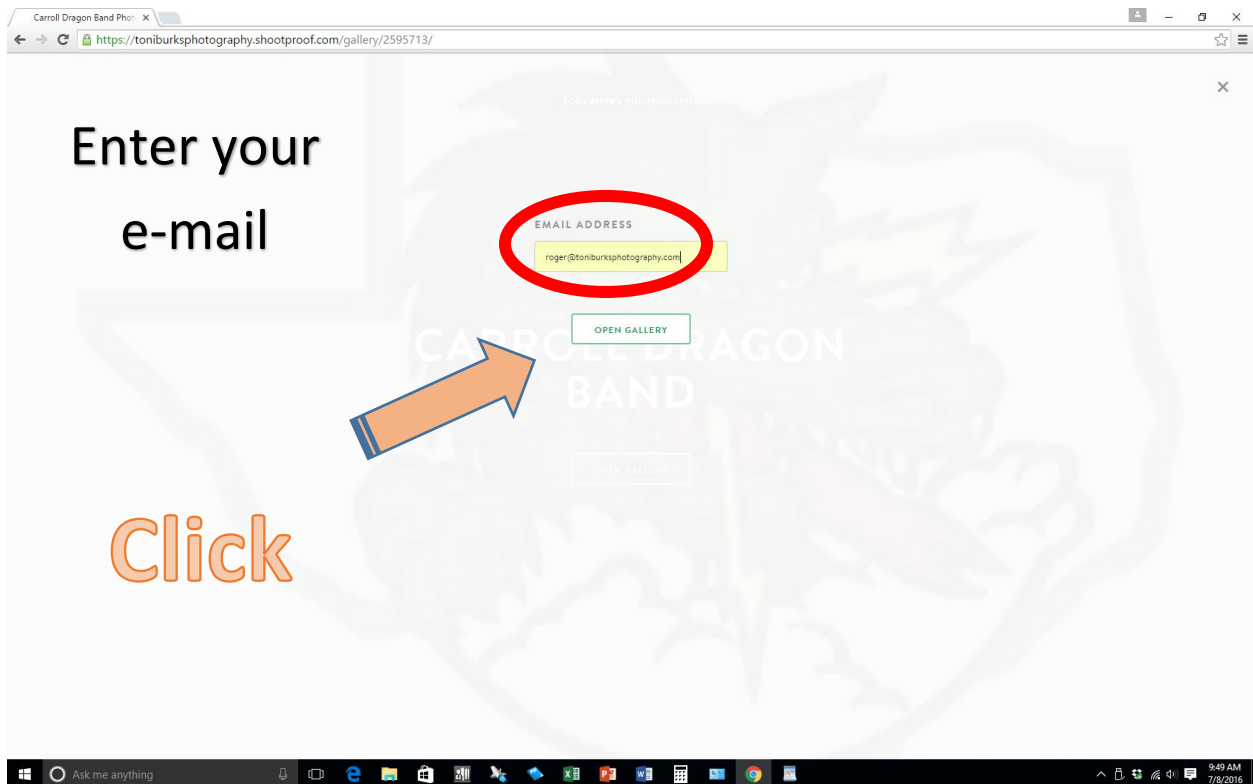 Carroll Dragon Band Phot
https://toniburksphotography.shootproof.com/gallery/2595713/
TONI BURKS PHOTOGRAPHY
Enter your
e-mail
EMAIL ADDRESS
roger@toniburksphotography.com
OPEN GALLERY
CARROLL DRAGON
BAND
OPEN GALLERY
Click
Ask me anything
9:49 AM
7/8/2016